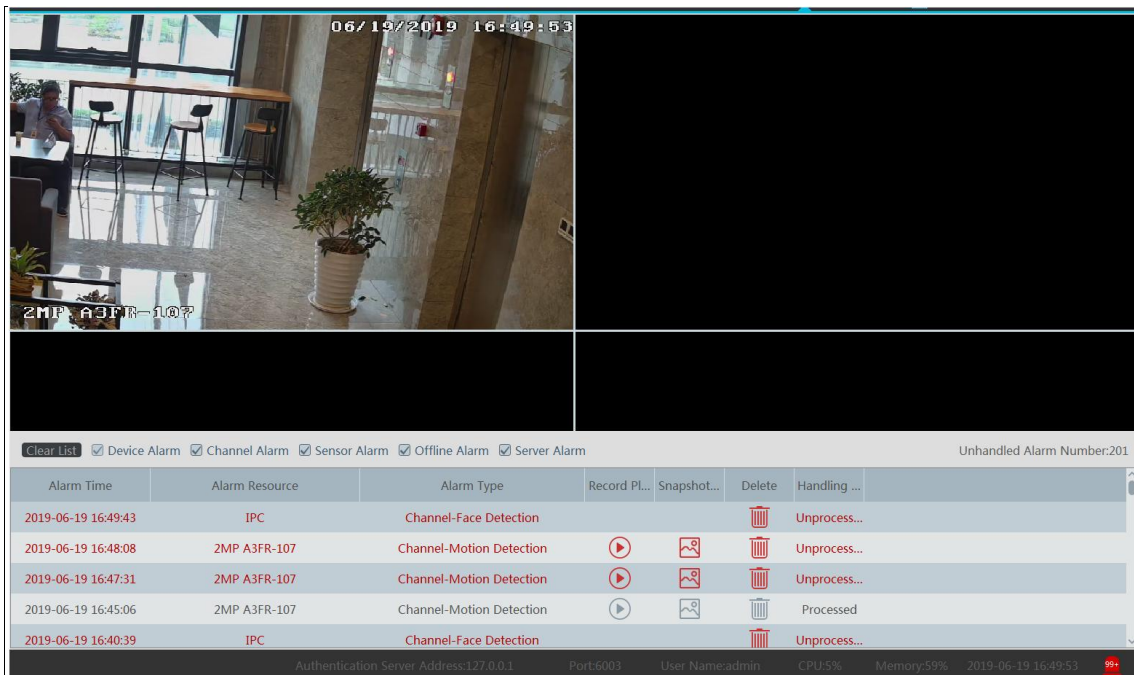 06/19/2019 16:49:53
2MP A3FR-107
Clear List Device Alarm Channel Alarm Sensor Alarm Offline Alarm Server Alarm Unhandled Alarm Number:201
Alarm Time Alarm Resource Alarm Type Record Pl... Snapshot... Delete Handling ...
2019-06-19 16:49:43 IPC Channel-Face Detection Unprocess...
2019-06-19 16:48:08 2MP A3FR-107 Channel-Motion Detection Unprocess...
2019-06-19 16:47:31 2MP A3FR-107 Channel-Motion Detection Unprocess...
2019-06-19 16:45:06 2MP A3FR-107 Channel-Motion Detection Processed
2019-06-19 16:40:39 IPC Channel-Face Detection Unprocess...
Authentication Server Address:127.0.0.1 Port:6003 User Name:admin CPU:5% Memory:59% 2019-06-19 16:49:53 99+